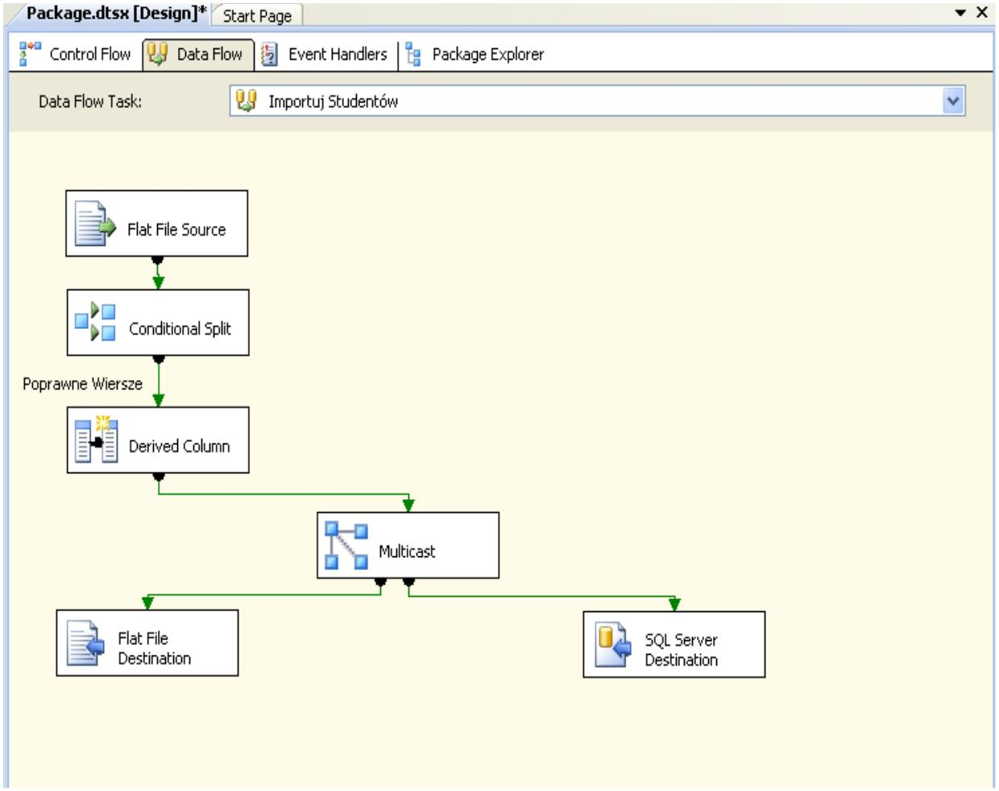 Package.dtsx [Design]* Start Page
Control Flow Data Flow Event Handlers Package Explorer
Data Flow Task: Importuj Studentów
Flat File Source
Conditional Split
Poprawne Wiersze
Derived Column
Multicast
Flat File
Destination
SQL Server
Destination